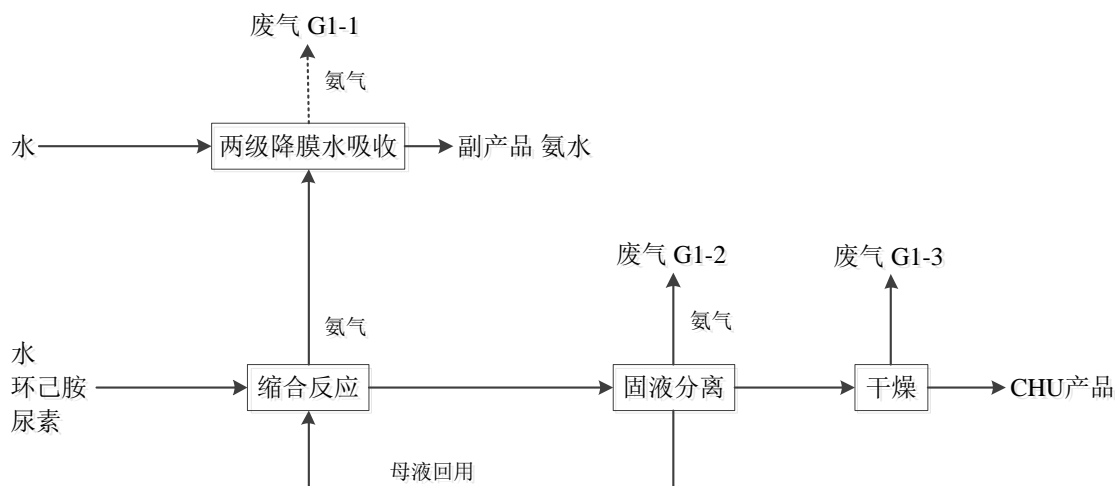 废气 G1-1
氨气
水
两级降膜水吸收
副产品 氨水
废气 G1-2
废气 G1-3
氨气
氨气
水
环己胺
尿素
缩合反应
固液分离
干燥
CHU产品
母液回用